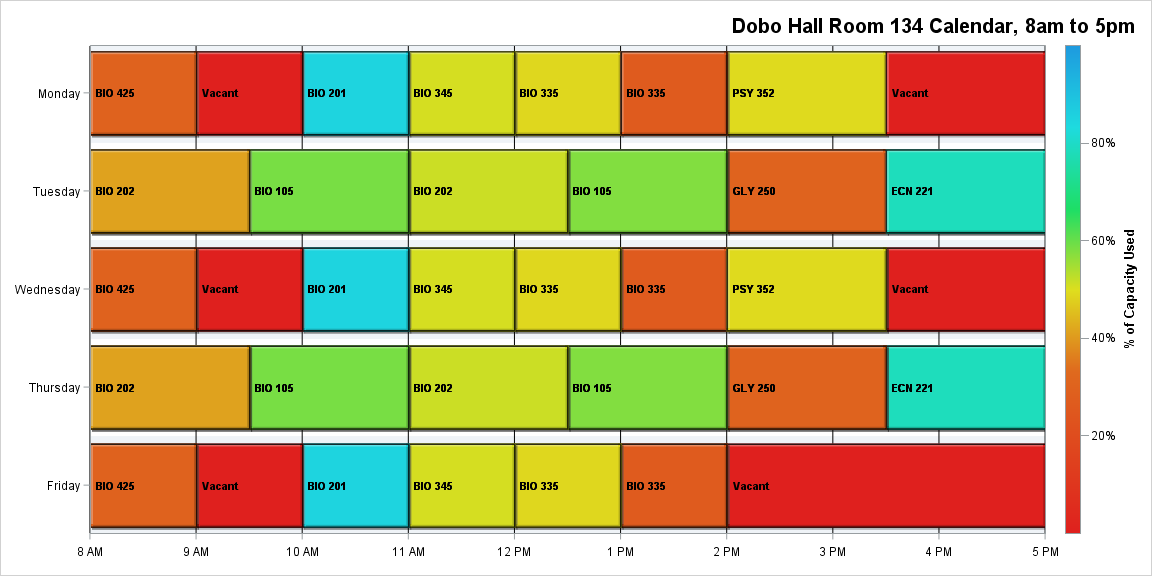 Dobo Hall Room 134 Calendar, 8am to 5pm
Monday
BIO 425
Vacant
BIO 201
BIO 345
BIO 335
BIO 335
PSY 352
Vacant
Tuesday
BIO 202
BIO 105
BIO 202
BIO 105
GLY 250
ECN 221
Wednesday
BIO 425
Vacant
BIO 201
BIO 345
BIO 335
BIO 335
PSY 352
Vacant
Thursday
BIO 202
BIO 105
BIO 202
BIO 105
GLY 250
ECN 221
Friday
BIO 425
Vacant
BIO 201
BIO 345
BIO 335
BIO 335
Vacant
8 AM
9 AM
10 AM
11 AM
12 PM
1 PM
2 PM
3 PM
4 PM
5 PM
80%
60%
40%
20%
% of Capacity Used